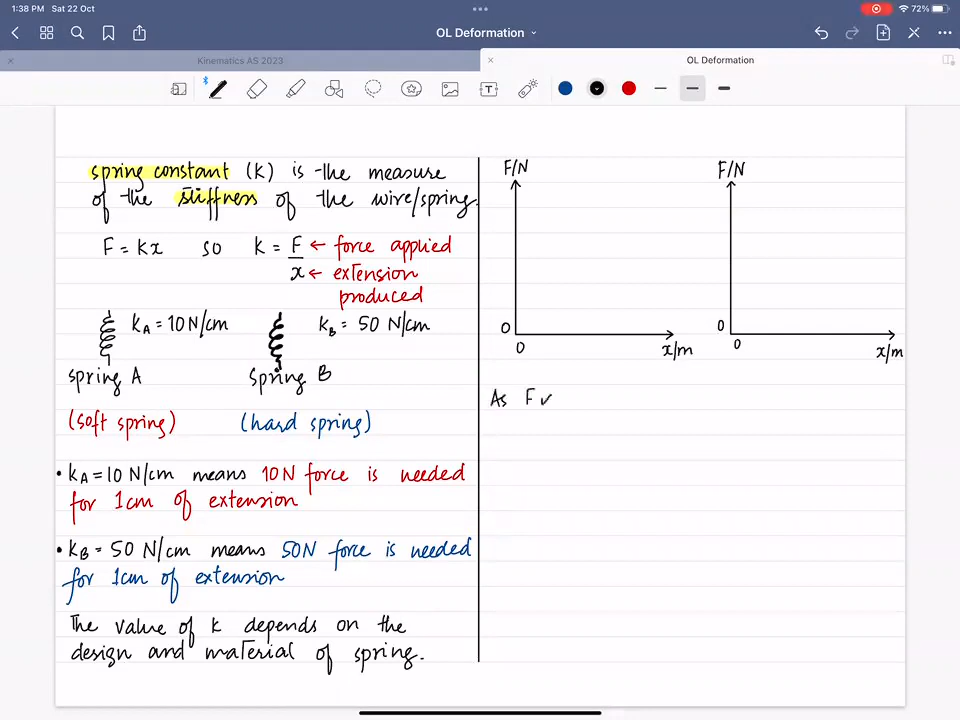 1:38 PM Sat 22 Oct
72%
OL Deformation
Kinematics AS 2023
OL Deformation
spring constant (K) is the measure
of the stiffness of the wire/spring.
F = Kx so K = F ← force applied
x ← extension
produced
KA = 10 N/cm KB = 50 N/cm
spring A spring B
(soft spring) (hard spring)
• KA = 10 N/cm means 10N force is needed
for 1cm of extension
• KB = 50 N/cm means 50N force is needed
for 1cm of extension
The value of K depends on the
design and material of spring.
F/N F/N
0 0
0 x/m 0 x/m
As F